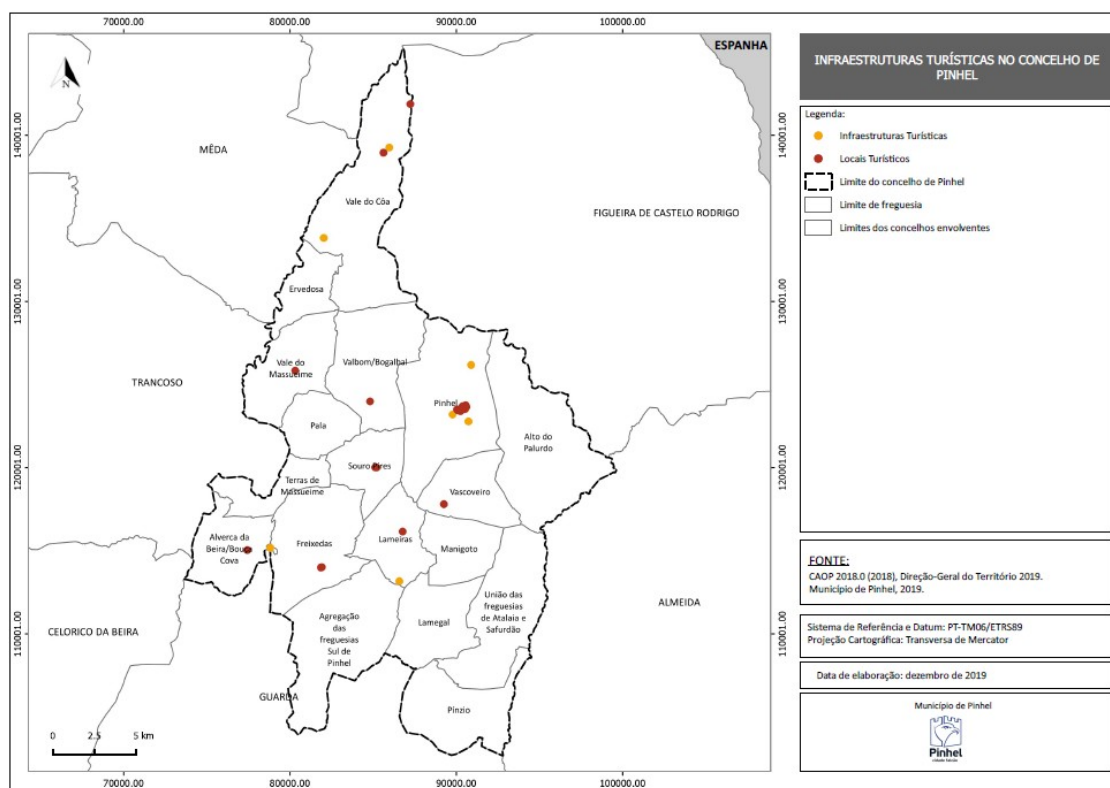 70000.00
80000.00
90000.00
100000.00
ESPANHA
N
140001.00
140001.00
MÊDA
Vale do Côa
FIGUEIRA DE CASTELO RODRIGO
Ervedosa
130001.00
130001.00
Vale do
Massueime
Valbom/Bogalhal
TRANCOSO
Pinhel
Pala
Alto do
Palurdo
Souro Pires
120001.00
120001.00
Terras de
Massueime
Vascoveiro
Alverca da
Beira/Bouça
Cova
Freixedas
Lameiras
Manigoto
União das
freguesias
de Atalaia e
Safurdão
ALMEIDA
CELORICO DA BEIRA
110001.00
110001.00
Agregação
das
freguesias
Sul de
Pinhel
Lamegal
GUARDA
Pínzio
0 2.5 5 km
70000.00
80000.00
90000.00
100000.00
INFRAESTRUTURAS TURÍSTICAS NO CONCELHO DE
PINHEL
Legenda:
Infraestruturas Turísticas
Locais Turísticos
Limite do concelho de Pinhel
Limite de freguesia
Limites dos concelhos envolventes
FONTE:
CAOP 2018.0 (2018), Direção-Geral do Território 2019.
Município de Pinhel, 2019.
Sistema de Referência e Datum: PT-TM06/ETRS89
Projeção Cartográfica: Transversa de Mercator
Data de elaboração: dezembro de 2019
Município de Pinhel
Pinhel
cidade falcão